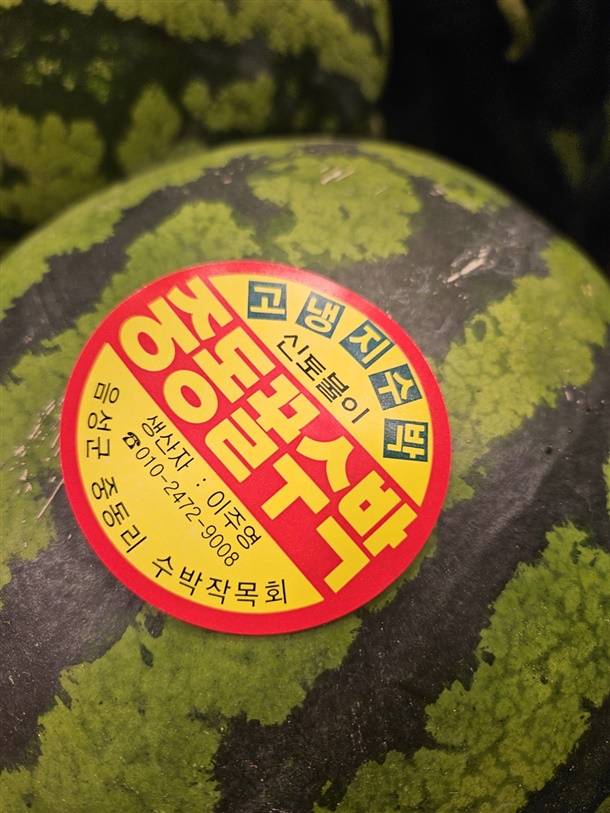 고냉지수박
신토불이
중동꿀수박
생산자 : 이주영
☎010-2472-9008
음성군 중동리 수박작목회